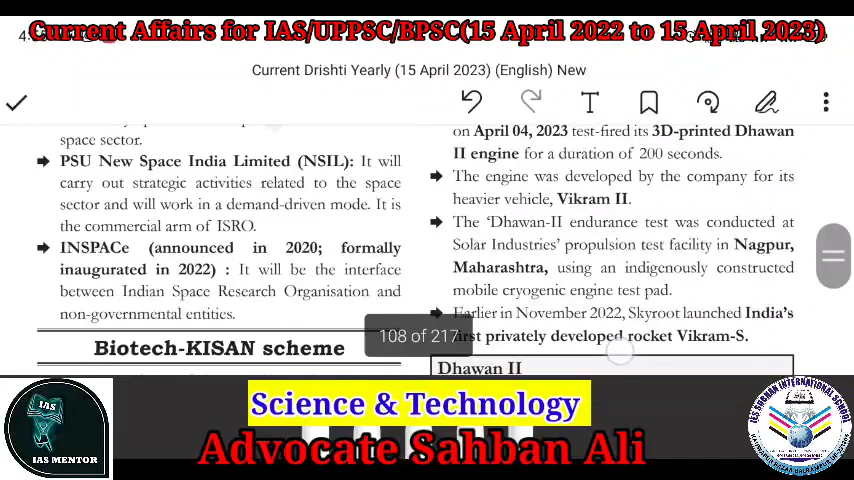 Current Affairs for IAS/UPPSC/BPSC(15 April 2022 to 15 April 2023)
Current Drishti Yearly (15 April 2023) (English) New
space sector.
PSU New Space India Limited (NSIL): It will
carry out strategic activities related to the space
sector and will work in a demand-driven mode. It is
the commercial arm of ISRO.
INSPACe (announced in 2020; formally
inaugurated in 2022) : It will be the interface
between Indian Space Research Organisation and
non-governmental entities.
Biotech-KISAN scheme
on April 04, 2023 test-fired its 3D-printed Dhawan
II engine for a duration of 200 seconds.
The engine was developed by the company for its
heavier vehicle, Vikram II.
The ‘Dhawan-II endurance test was conducted at
Solar Industries’ propulsion test facility in Nagpur,
Maharashtra, using an indigenously constructed
mobile cryogenic engine test pad.
Earlier in November 2022, Skyroot launched India’s
first privately developed rocket Vikram-S.
Dhawan II
108 of 217
Science & Technology
Advocate Sahban Ali
IAS
IAS MENTOR